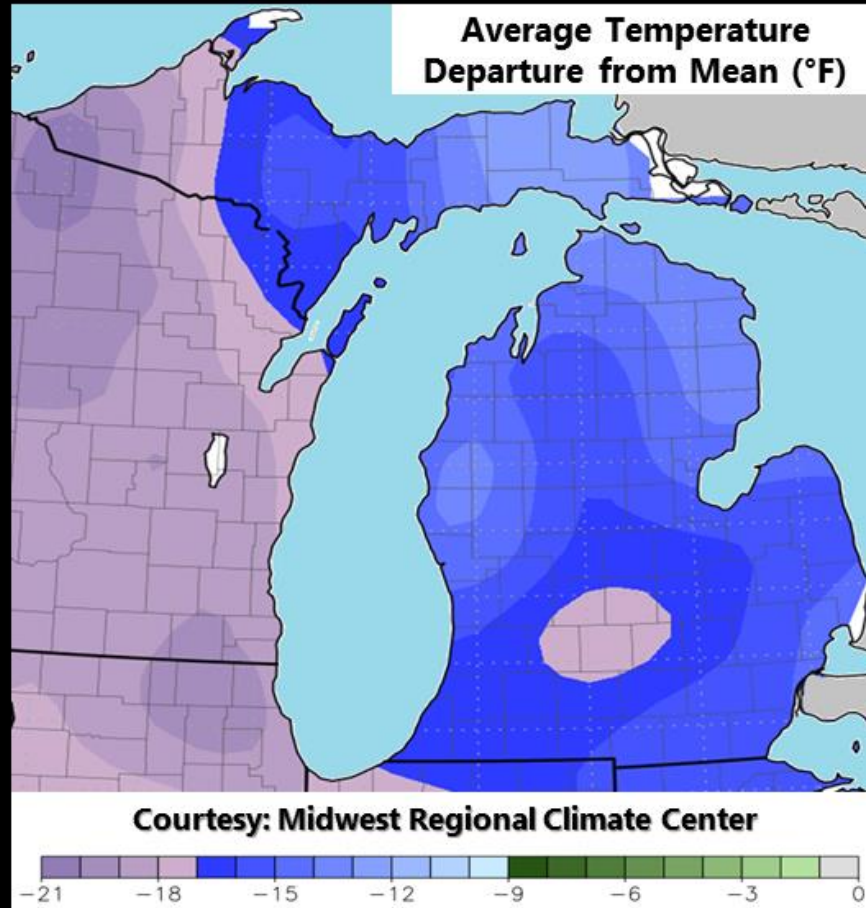 Average Temperature
Departure from Mean (°F)
Courtesy: Midwest Regional Climate Center
−21 −18 −15 −12 −9 −6 −3 0